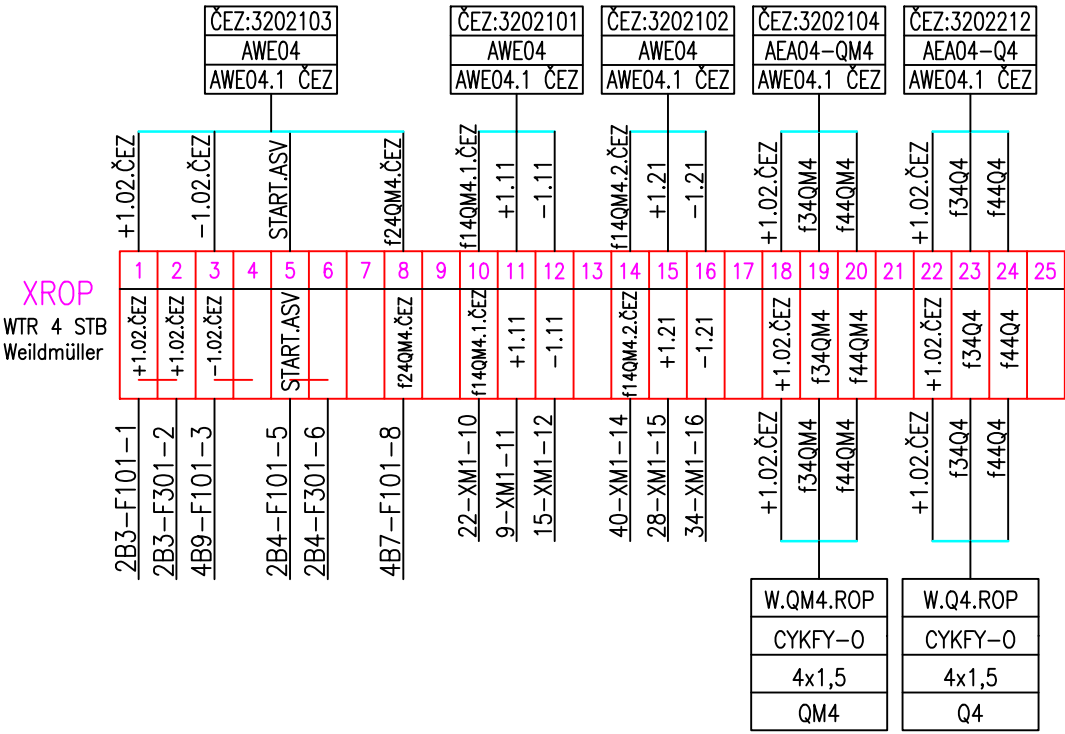 ČEZ:3202103
AWE04
AWE04.1 ČEZ
ČEZ:3202101
AWE04
AWE04.1 ČEZ
ČEZ:3202102
AWE04
AWE04.1 ČEZ
ČEZ:3202104
AEA04-QM4
AWE04.1 ČEZ
ČEZ:3202212
AEA04-Q4
AWE04.1 ČEZ
+1.02.ČEZ
-1.02.ČEZ
START.ASV
f24QM4.ČEZ
f14QM4.1.ČEZ
+1.11
-1.11
f14QM4.2.ČEZ
+1.21
-1.21
+1.02.ČEZ
f34QM4
f44QM4
+1.02.ČEZ
f34Q4
f44Q4
XROP
WTR 4 STB
Weildmüller
1 2 3 4 5 6 7 8 9 10 11 12 13 14 15 16 17 18 19 20 21 22 23 24 25
+1.02.ČEZ
+1.02.ČEZ
-1.02.ČEZ
START.ASV
f24QM4.ČEZ
f14QM4.1.ČEZ
+1.11
-1.11
f14QM4.2.ČEZ
+1.21
-1.21
+1.02.ČEZ
f34QM4
f44QM4
+1.02.ČEZ
f34Q4
f44Q4
2B3-F101-1
2B3-F301-2
4B9-F101-3
2B4-F101-5
2B4-F301-6
4B7-F101-8
22-XM1-10
9-XM1-11
15-XM1-12
40-XM1-14
28-XM1-15
34-XM1-16
+1.02.ČEZ
f34QM4
f44QM4
+1.02.ČEZ
f34Q4
f44Q4
W.QM4.ROP
CYKFY-O
4x1,5
QM4
W.Q4.ROP
CYKFY-O
4x1,5
Q4